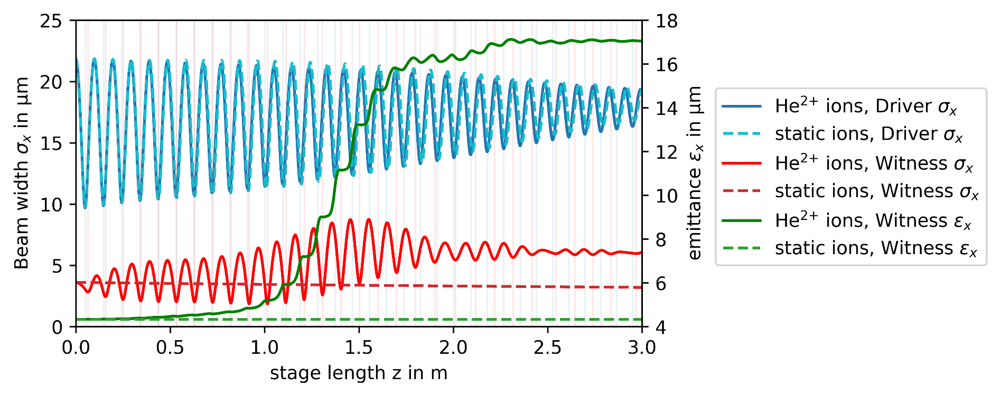 25
20
15
10
5
0
Beam width σₓ in µm
18
16
14
12
10
8
6
4
emittance εₓ in µm
0.0 0.5 1.0 1.5 2.0 2.5 3.0
stage length z in m
He²⁺ ions, Driver σₓ
static ions, Driver σₓ
He²⁺ ions, Witness σₓ
static ions, Witness σₓ
He²⁺ ions, Witness εₓ
static ions, Witness εₓ